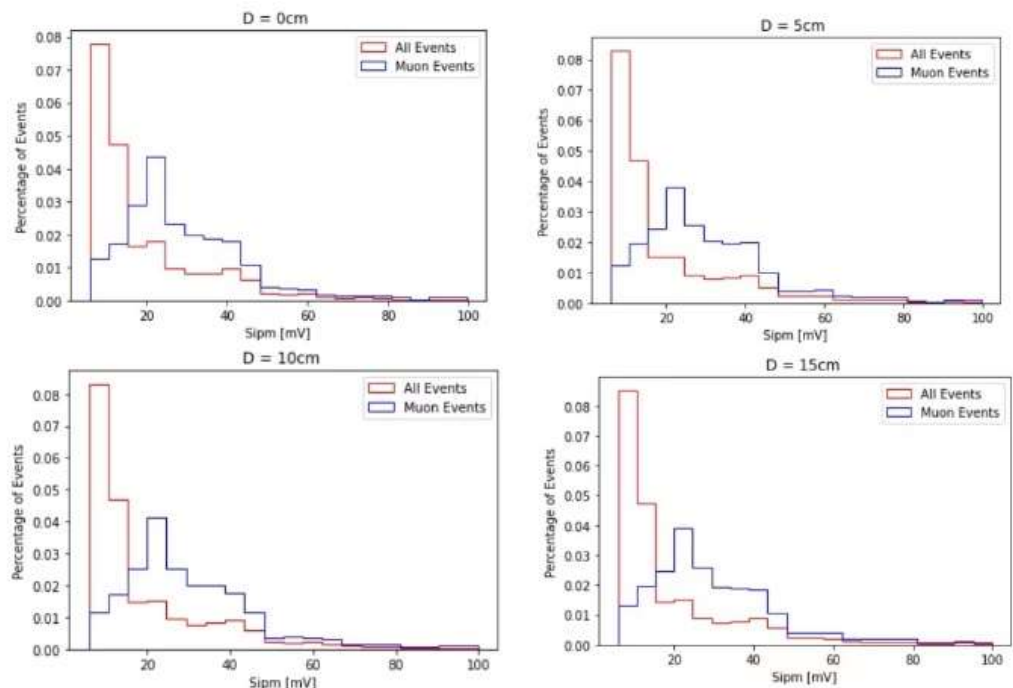 D = 0cm
All Events
Muon Events
Percentage of Events
0.08
0.07
0.06
0.05
0.04
0.03
0.02
0.01
0.00
20 40 60 80 100
Sipm [mV]
D = 5cm
All Events
Muon Events
Percentage of Events
0.08
0.07
0.06
0.05
0.04
0.03
0.02
0.01
0.00
20 40 60 80 100
Sipm [mV]
D = 10cm
All Events
Muon Events
Percentage of Events
0.08
0.07
0.06
0.05
0.04
0.03
0.02
0.01
0.00
20 40 60 80 100
Sipm [mV]
D = 15cm
All Events
Muon Events
Percentage of Events
0.08
0.07
0.06
0.05
0.04
0.03
0.02
0.01
0.00
20 40 60 80 100
Sipm [mV]